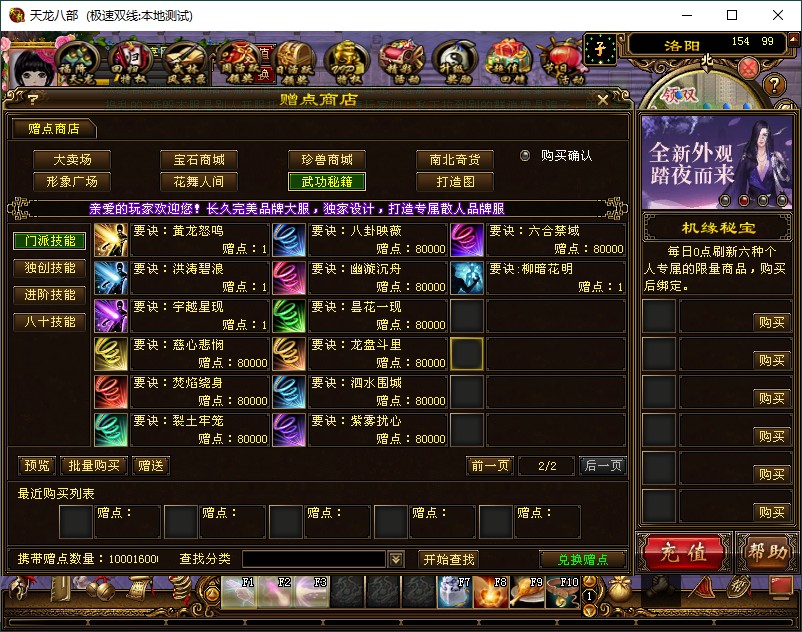 天龙八部 (极速双线:本地测试)
洛阳 154 99
北
?
赠点商店
赠点商店
大卖场 宝石商城 珍兽商城 南北奇货 购买确认
形象广场 花舞人间 武功秘籍 打造图
亲爱的玩家欢迎您！长久完美品牌大服，独家设计，打造专属散人品牌服
门派技能
独创技能
进阶技能
八十技能
要诀：黄龙怒鸣 赠点：1
要诀：八卦映薇 赠点：80000
要诀：六合禁域 赠点：80000
要诀：洪涛碧浪 赠点：1
要诀：幽漩沉舟 赠点：80000
要诀:柳暗花明 赠点：1
要诀：宇越星现 赠点：1
要诀：昙花一现 赠点：80000
要诀：慈心悲悯 赠点：80000
要诀：龙盘斗里 赠点：80000
要诀：焚焰绕身 赠点：80000
要诀：泗水围城 赠点：80000
要诀：裂土牢笼 赠点：80000
要诀：紫雾扰心 赠点：80000
预览 批量购买 赠送 前一页 2/2 后一页
最近购买列表
赠点： 赠点： 赠点： 赠点： 赠点：
携带赠点数量：10001600 查找分类 开始查找 兑换赠点
全新外观
踏夜而来
机缘秘宝
每日0点刷新六种个
人专属的限量商品，购买
后绑定。
购买
购买
购买
购买
购买
购买
充值 帮助
F1 F2 F3 F7 F8 F9 F10 1